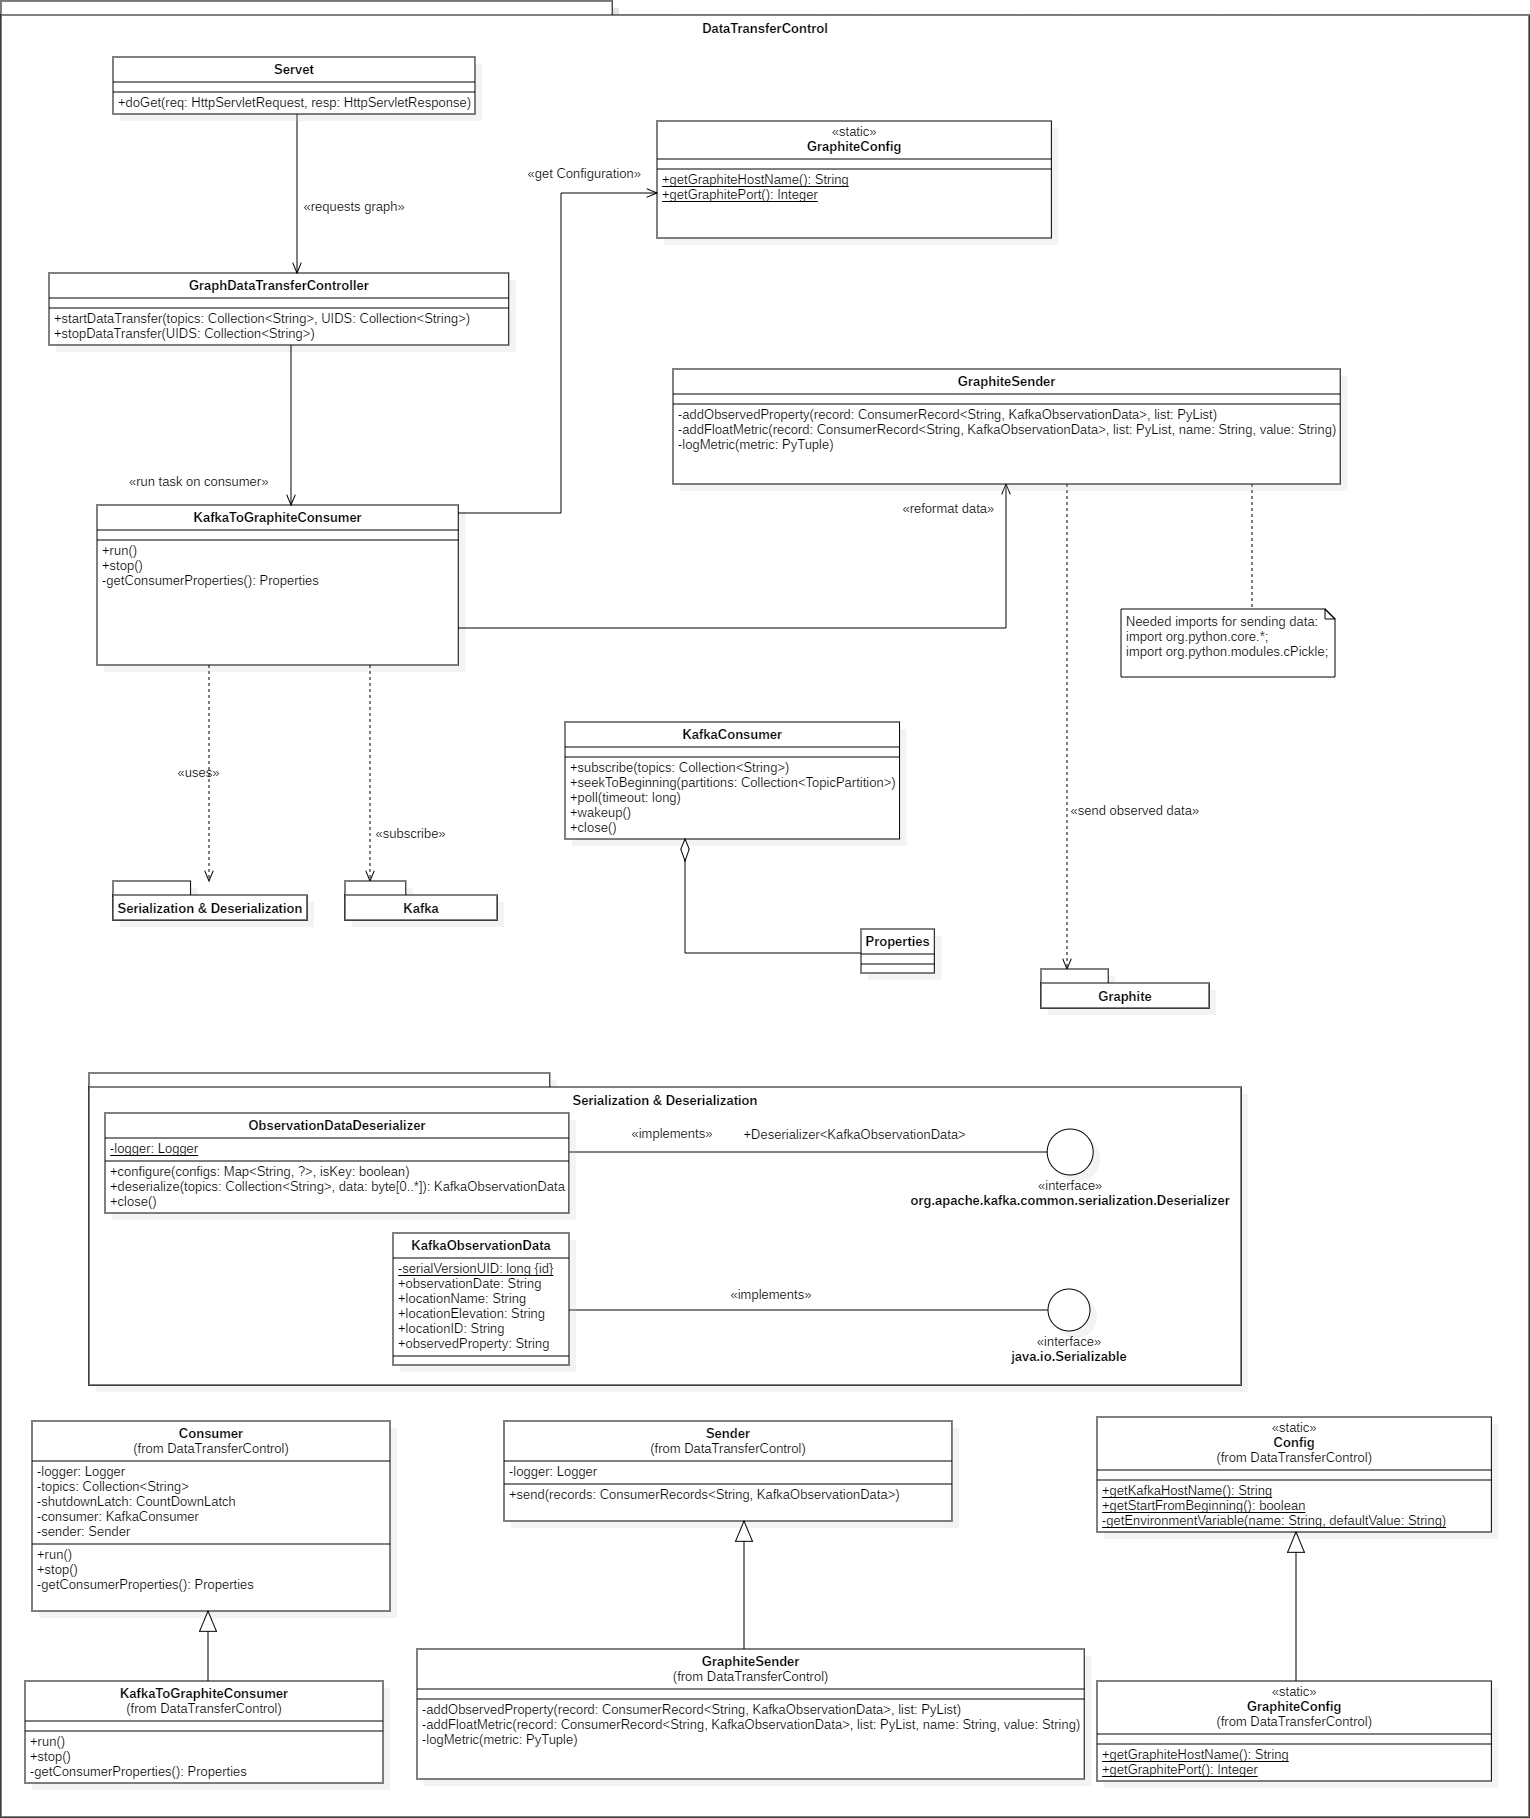 DataTransferControl
Servet
+doGet(req: HttpServletRequest, resp: HttpServletResponse)
«static»
GraphiteConfig
«get Configuration»
+getGraphiteHostName(): String
+getGraphitePort(): Integer
«requests graph»
GraphDataTransferController
+startDataTransfer(topics: Collection<String>, UIDS: Collection<String>)
+stopDataTransfer(UIDS: Collection<String>)
GraphiteSender
-addObservedProperty(record: ConsumerRecord<String, KafkaObservationData>, list: PyList)
-addFloatMetric(record: ConsumerRecord<String, KafkaObservationData>, list: PyList, name: String, value: String)
-logMetric(metric: PyTuple)
«run task on consumer»
«reformat data»
KafkaToGraphiteConsumer
+run()
+stop()
-getConsumerProperties(): Properties
Needed imports for sending data:
import org.python.core.*;
import org.python.modules.cPickle;
KafkaConsumer
+subscribe(topics: Collection<String>)
+seekToBeginning(partitions: Collection<TopicPartition>)
+poll(timeout: long)
+wakeup()
+close()
«uses»
«subscribe»
«send observed data»
Serialization & Deserialization
Kafka
Properties
Graphite
Serialization & Deserialization
ObservationDataDeserializer
-logger: Logger
+configure(configs: Map<String, ?>, isKey: boolean)
+deserialize(topics: Collection<String>, data: byte[0..*]): KafkaObservationData
+close()
«implements»
+Deserializer<KafkaObservationData>
«interface»
org.apache.kafka.common.serialization.Deserializer
KafkaObservationData
-serialVersionUID: long {id}
+observationDate: String
+locationName: String
+locationElevation: String
+locationID: String
+observedProperty: String
«implements»
«interface»
java.io.Serializable
Consumer
(from DataTransferControl)
-logger: Logger
-topics: Collection<String>
-shutdownLatch: CountDownLatch
-consumer: KafkaConsumer
-sender: Sender
+run()
+stop()
-getConsumerProperties(): Properties
Sender
(from DataTransferControl)
-logger: Logger
+send(records: ConsumerRecords<String, KafkaObservationData>)
«static»
Config
(from DataTransferControl)
+getKafkaHostName(): String
+getStartFromBeginning(): boolean
-getEnvironmentVariable(name: String, defaultValue: String)
KafkaToGraphiteConsumer
(from DataTransferControl)
+run()
+stop()
-getConsumerProperties(): Properties
GraphiteSender
(from DataTransferControl)
-addObservedProperty(record: ConsumerRecord<String, KafkaObservationData>, list: PyList)
-addFloatMetric(record: ConsumerRecord<String, KafkaObservationData>, list: PyList, name: String, value: String)
-logMetric(metric: PyTuple)
«static»
GraphiteConfig
(from DataTransferControl)
+getGraphiteHostName(): String
+getGraphitePort(): Integer